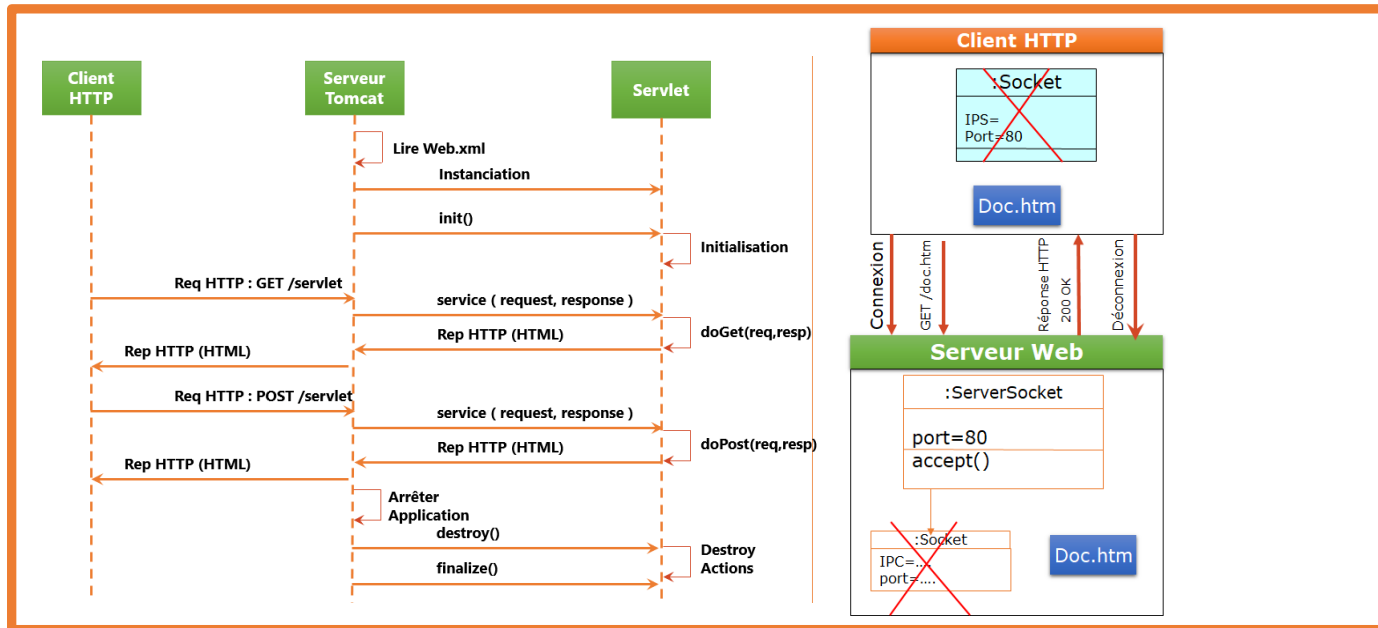 Client
HTTP
Serveur
Tomcat
Servlet
Lire Web.xml
Instanciation
init()
Initialisation
Req HTTP : GET /servlet
service ( request, response )
doGet(req,resp)
Rep HTTP (HTML)
Rep HTTP (HTML)
Req HTTP : POST /servlet
service ( request, response )
doPost(req,resp)
Rep HTTP (HTML)
Rep HTTP (HTML)
Arrêter
Application
destroy()
Destroy
Actions
finalize()
Client HTTP
:Socket
IPS=
Port=80
Doc.htm
Connexion
GET /doc.htm
Réponse HTTP
200 OK
Déconnexion
Serveur Web
:ServerSocket
port=80
accept()
:Socket
IPC=....
port=....
Doc.htm